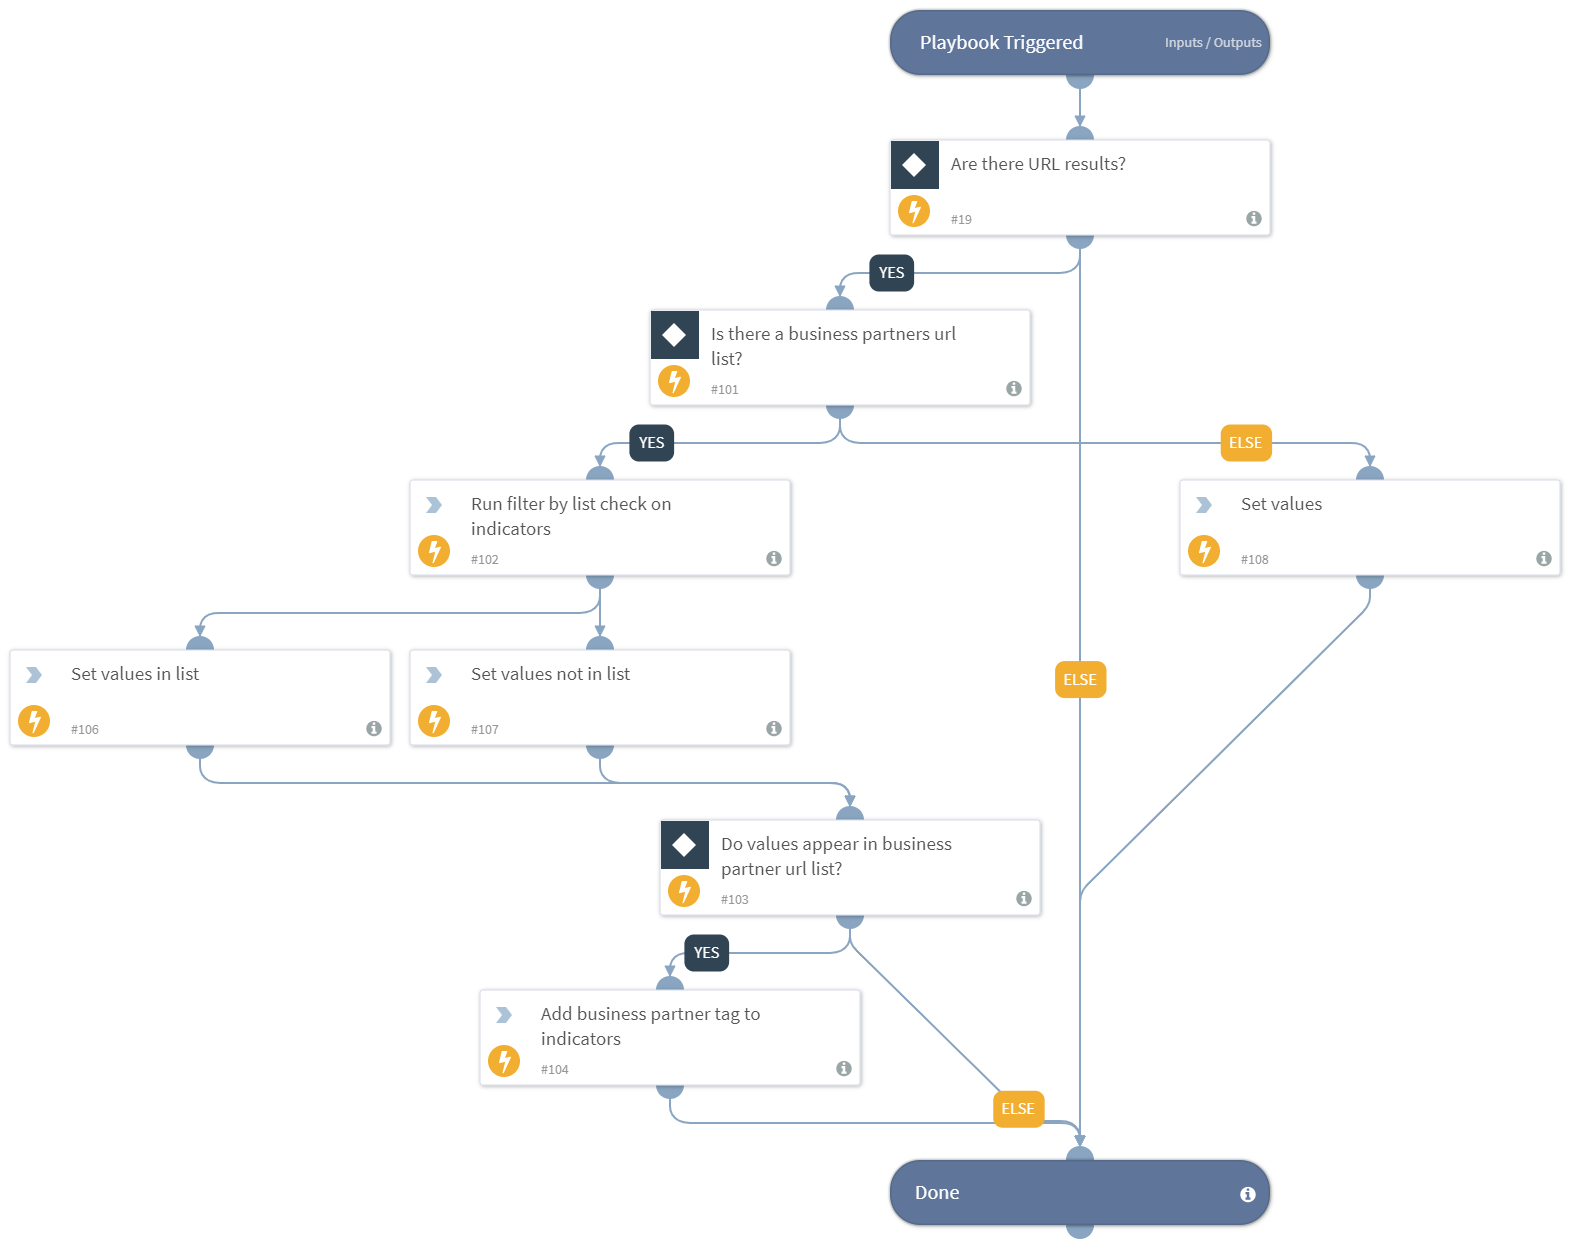 Playbook Triggered
Inputs / Outputs
Are there URL results?
#19
YES
Is there a business partners url
list?
#101
YES
ELSE
Run filter by list check on
indicators
#102
Set values
#108
Set values in list
#106
Set values not in list
#107
ELSE
Do values appear in business
partner url list?
#103
YES
Add business partner tag to
indicators
#104
ELSE
Done